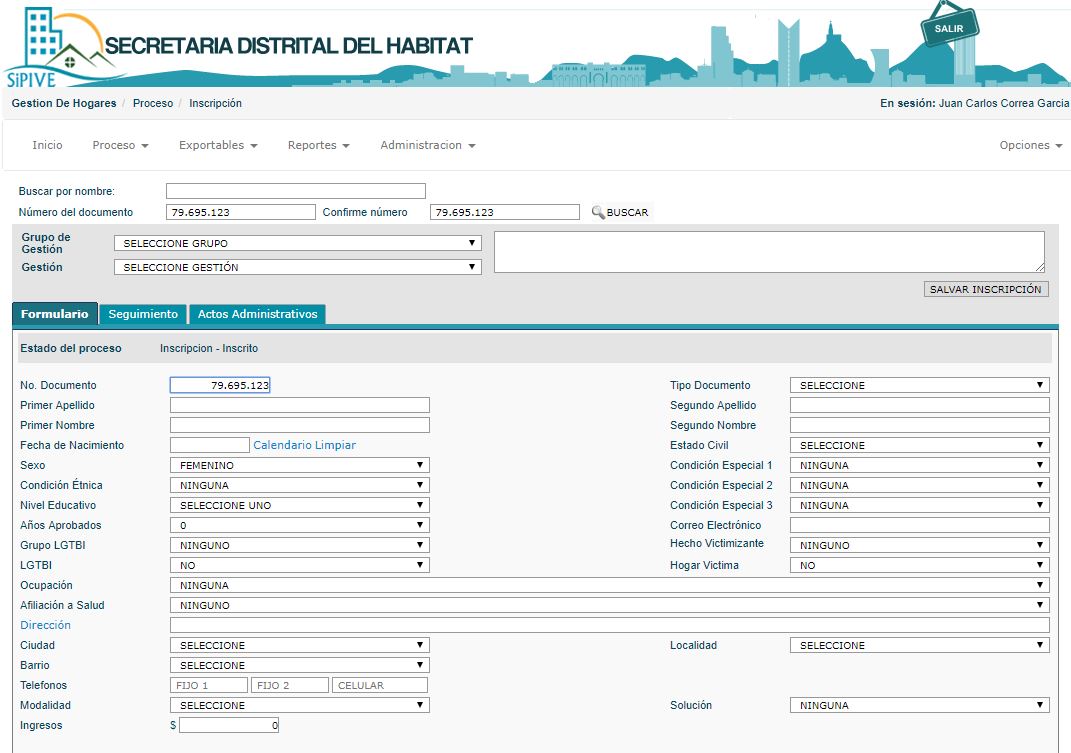 SALIR
SECRETARIA DISTRITAL DEL HABITAT
SiPIVE
Gestion De Hogares / Proceso / Inscripción En sesión: Juan Carlos Correa Garcia
Inicio Proceso Exportables Reportes Administracion Opciones
Buscar por nombre:
Número del documento 79.695.123 Confirme número 79.695.123 BUSCAR
Grupo de
Gestión SELECCIONE GRUPO
Gestión SELECCIONE GESTIÓN
SALVAR INSCRIPCIÓN
Formulario Seguimiento Actos Administrativos
Estado del proceso Inscripcion - Inscrito
No. Documento 79.695.123 Tipo Documento SELECCIONE
Primer Apellido Segundo Apellido
Primer Nombre Segundo Nombre
Fecha de Nacimiento Calendario Limpiar Estado Civil SELECCIONE
Sexo FEMENINO Condición Especial 1 NINGUNA
Condición Étnica NINGUNA Condición Especial 2 NINGUNA
Nivel Educativo SELECCIONE UNO Condición Especial 3 NINGUNA
Años Aprobados 0 Correo Electrónico
Grupo LGTBI NINGUNO Hecho Victimizante NINGUNO
LGTBI NO Hogar Victima NO
Ocupación NINGUNA
Afiliación a Salud NINGUNO
Dirección
Ciudad SELECCIONE Localidad SELECCIONE
Barrio SELECCIONE
Telefonos FIJO 1 FIJO 2 CELULAR
Modalidad SELECCIONE Solución NINGUNA
Ingresos $ 0